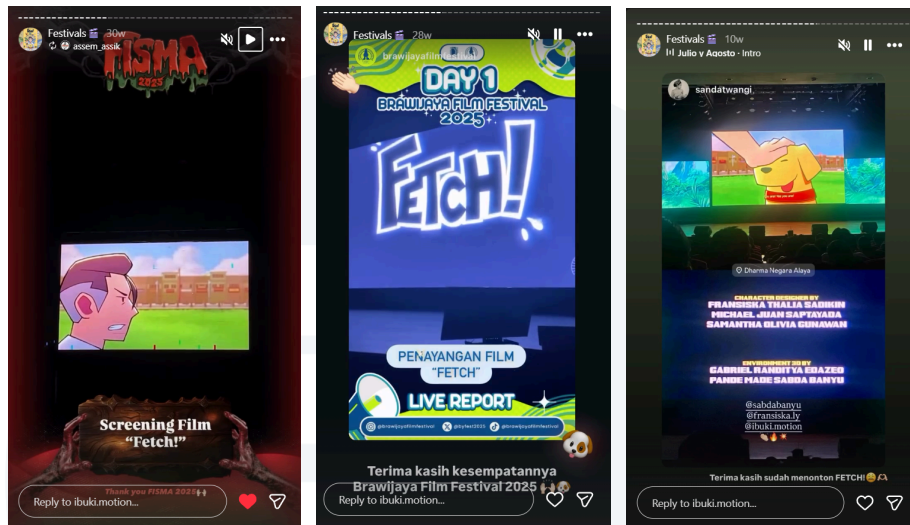 Festivals 30w
assem_assik
FISMA
2025
Screening Film
“Fetch!”
Thank you FISMA 2025
Reply to ibuki.motion...
Festivals 28w
brawijayafilmfestival
DAY 1
BRAWIJAYA FILM FESTIVAL
2025
FETCH!
PENAYANGAN FILM
“FETCH”
LIVE REPORT
@brawijayafilmfestival @byfest2025 @brawijayafilmfestival
Terima kasih kesempatannya
Brawijaya Film Festival 2025
Reply to ibuki.motion...
Festivals 10w
Julio y Agosto · Intro
sandatwangi
Dharma Negara Alaya
CHARACTER DESIGNER BY
FRANSISKA THALIA SADIKIN
MICHAEL JUAN SAPTAYADA
SAMANTHA OLIVIA GUNAWAN
ENVIRONMENT 3D BY
GABRIEL RANDITYA EDAZEO
PANDE MADE SABDA BANYU
@sabdabanyu
@fransiska.ly
@ibuki.motion
Terima kasih sudah menonton FETCH!
Reply to ibuki.motion...